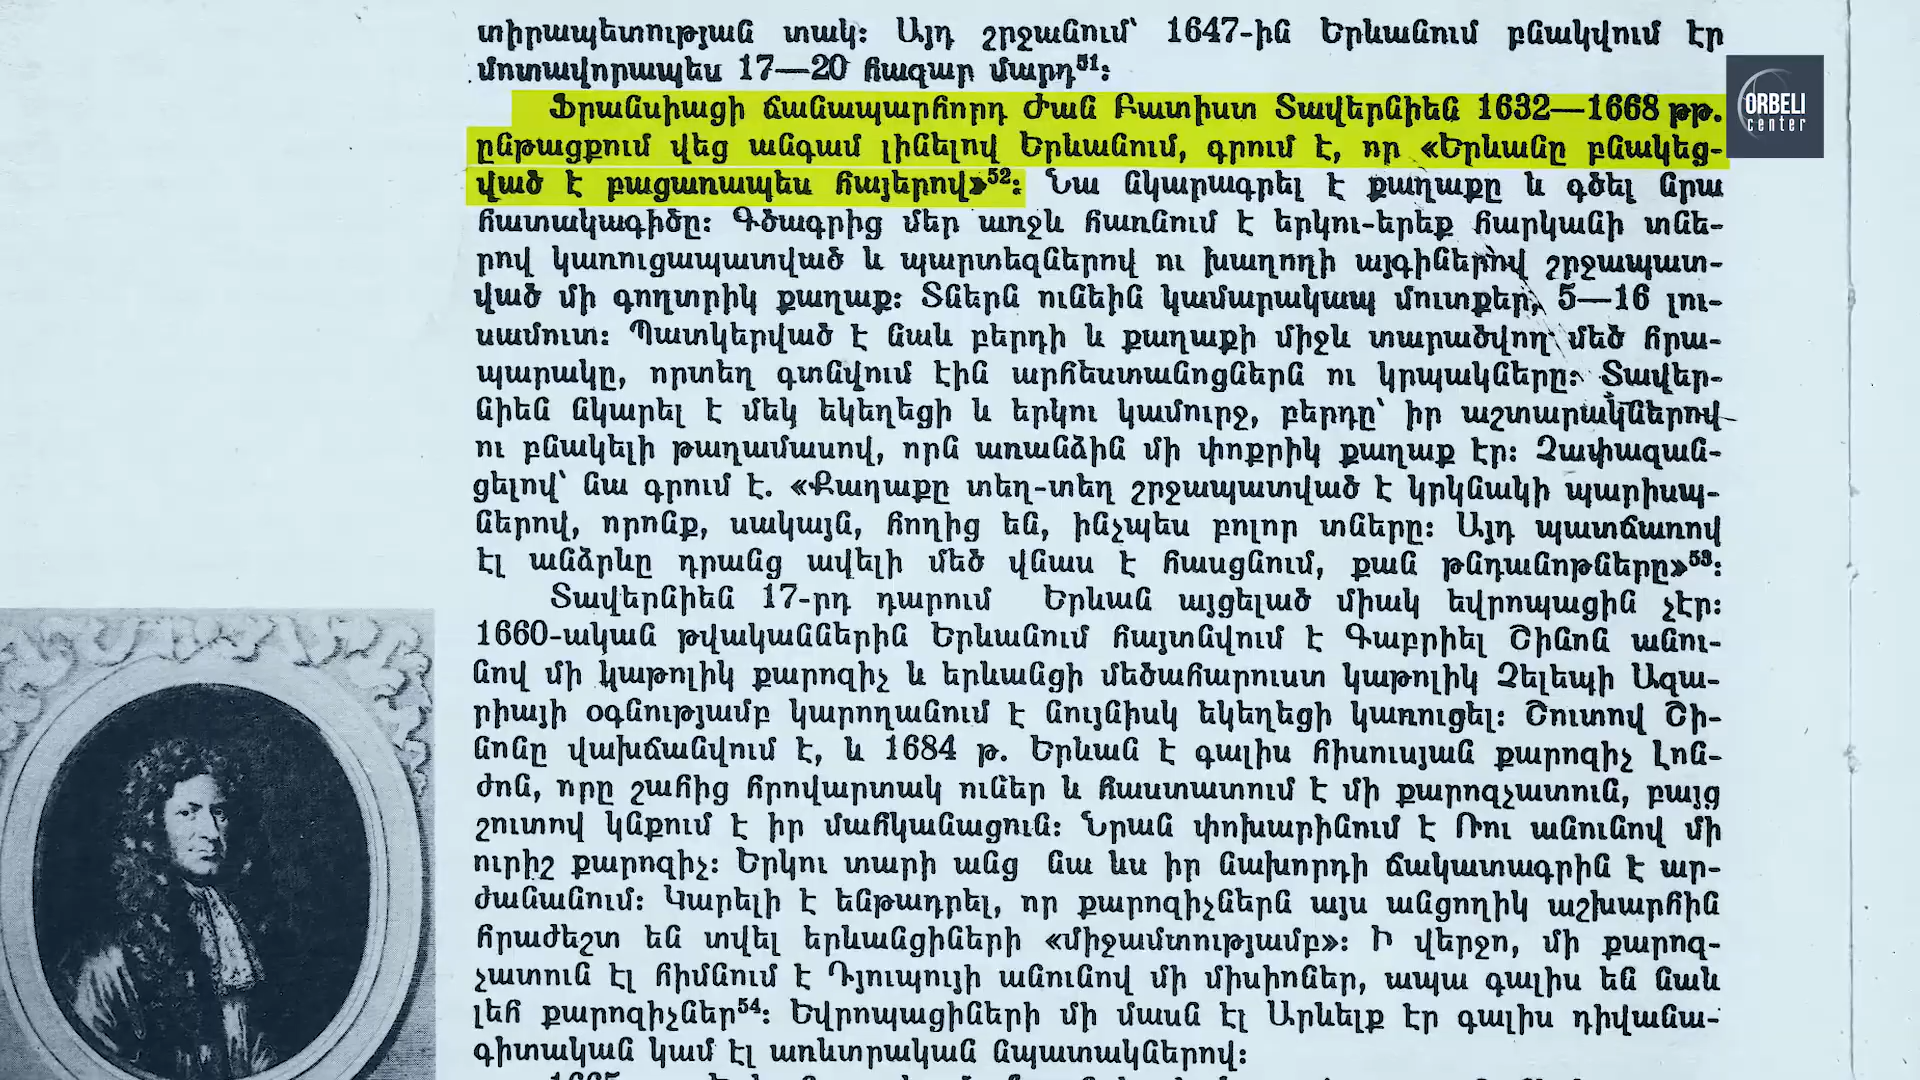 տիրապետության տակ։ Այդ շրջանում՝ 1647-ին Երևանում բնակվում էր
մոտավորապես 17—20 հազար մարդ⁵¹։
Ֆրանսիացի ճանապարհորդ Ժան Բատիստ Տավերնիեն 1632—1668 թթ.
ընթացքում վեց անգամ լինելով Երևանում, գրում է, որ «Երևանը բնակեց-
ված է բացառապես հայերով»⁵²։ Նա նկարագրել է քաղաքը և գծել նրա
հատակագիծը։ Գծագրից մեր առջև հառնում է երկու-երեք հարկանի տնե-
րով կառուցապատված և պարտեզներով ու խաղողի այգիներով շրջապատ-
ված մի գողտրիկ քաղաք։ Տներն ունեին կամարակապ մուտքեր, 5—16 լու-
սամուտ։ Պատկերված է նաև բերդի և քաղաքի միջև տարածվող մեծ հրա-
պարակը, որտեղ գտնվում էին արհեստանոցներն ու կրպակները։ Տավեր-
նիեն նկարել է մեկ եկեղեցի և երկու կամուրջ, բերդը՝ իր աշտարակներով
ու բնակելի թաղամասով, որն առանձին մի փոքրիկ քաղաք էր։ Չափազան-
ցելով՝ նա գրում է. «Քաղաքը տեղ-տեղ շրջապատված է կրկնակի պարիսպ-
ներով, որոնք, սակայն, հողից են, ինչպես բոլոր տները։ Այդ պատճառով
էլ անձրևը դրանց ավելի մեծ վնաս է հասցնում, քան թնդանոթները»⁵³։
Տավերնիեն 17-րդ դարում Երևան այցելած միակ եվրոպացին չէր։
1660-ական թվականներին Երևանում հայտնվում է Գաբրիել Շինոն անու-
նով մի կաթոլիկ քարոզիչ և երևանցի մեծահարուստ կաթոլիկ Չելեպի Ազա-
րիայի օգնությամբ կարողանում է նույնիսկ եկեղեցի կառուցել։ Շուտով Շի-
նոնը վախճանվում է, և 1684 թ. Երևան է գալիս հիսուսյան քարոզիչ Լոն-
ժոն, որը շահից հրովարտակ ուներ և հաստատում է մի քարոզչատուն, բայց
շուտով կնքում է իր մահկանացուն։ Նրան փոխարինում է Ռու անունով մի
ուրիշ քարոզիչ։ Երկու տարի անց նա ևս իր նախորդի ճակատագրին է ար-
ժանանում։ Կարելի է ենթադրել, որ քարոզիչներն այս անցողիկ աշխարհին
հրաժեշտ են տվել երևանցիների «միջամտությամբ»։ Ի վերջո, մի քարոզ-
չատուն էլ հիմնում է Դյուպույի անունով մի միսիոներ, ապա գալիս են նաև
լեհ քարոզիչներ⁵⁴։ Եվրոպացիների մի մասն էլ Արևելք էր գալիս դիվանա-
գիտական կամ էլ առևտրական նպատակներով։
ORBELI
center